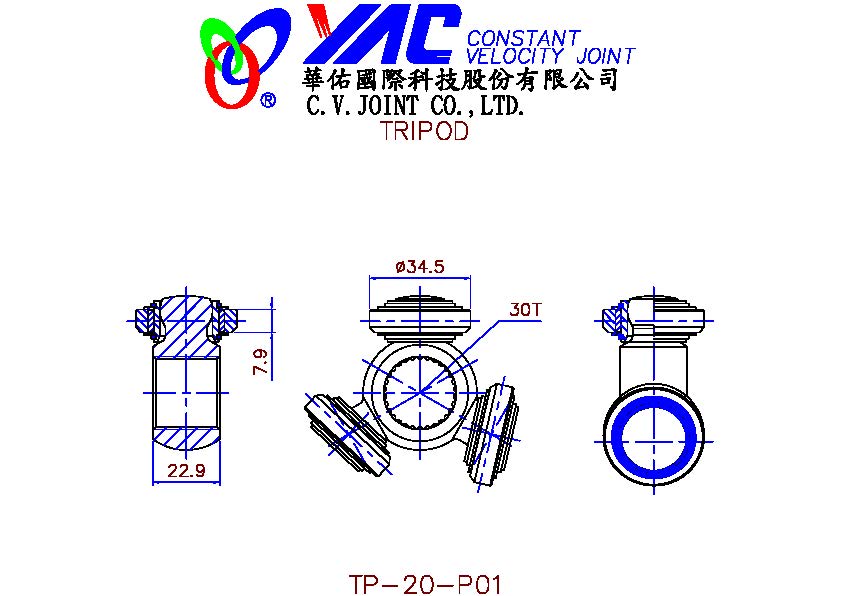 YAC CONSTANT
VELOCITY JOINT
®
華佑國際科技股份有限公司
C.V.JOINT CO.,LTD.
TRIPOD
ø34.5
30T
7.9
22.9
TP-20-P01